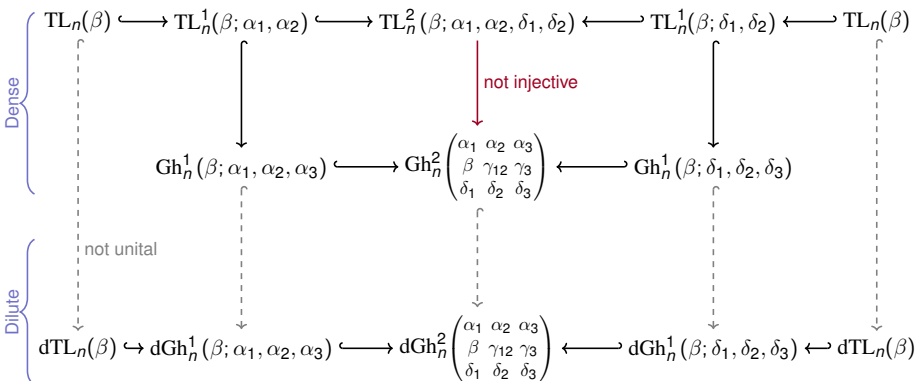 TLₙ(β) TL¹ₙ(β; α₁, α₂) TL²ₙ(β; α₁, α₂, δ₁, δ₂) TL¹ₙ(β; δ₁, δ₂) TLₙ(β)
Dense
not injective
Gh¹ₙ(β; α₁, α₂, α₃) Gh²ₙ(α₁ α₂ α₃
β γ₁₂ γ₃
δ₁ δ₂ δ₃) Gh¹ₙ(β; δ₁, δ₂, δ₃)
not unital
Dilute
dTLₙ(β) dGh¹ₙ(β; α₁, α₂, α₃) dGh²ₙ(α₁ α₂ α₃
β γ₁₂ γ₃
δ₁ δ₂ δ₃) dGh¹ₙ(β; δ₁, δ₂, δ₃) dTLₙ(β)